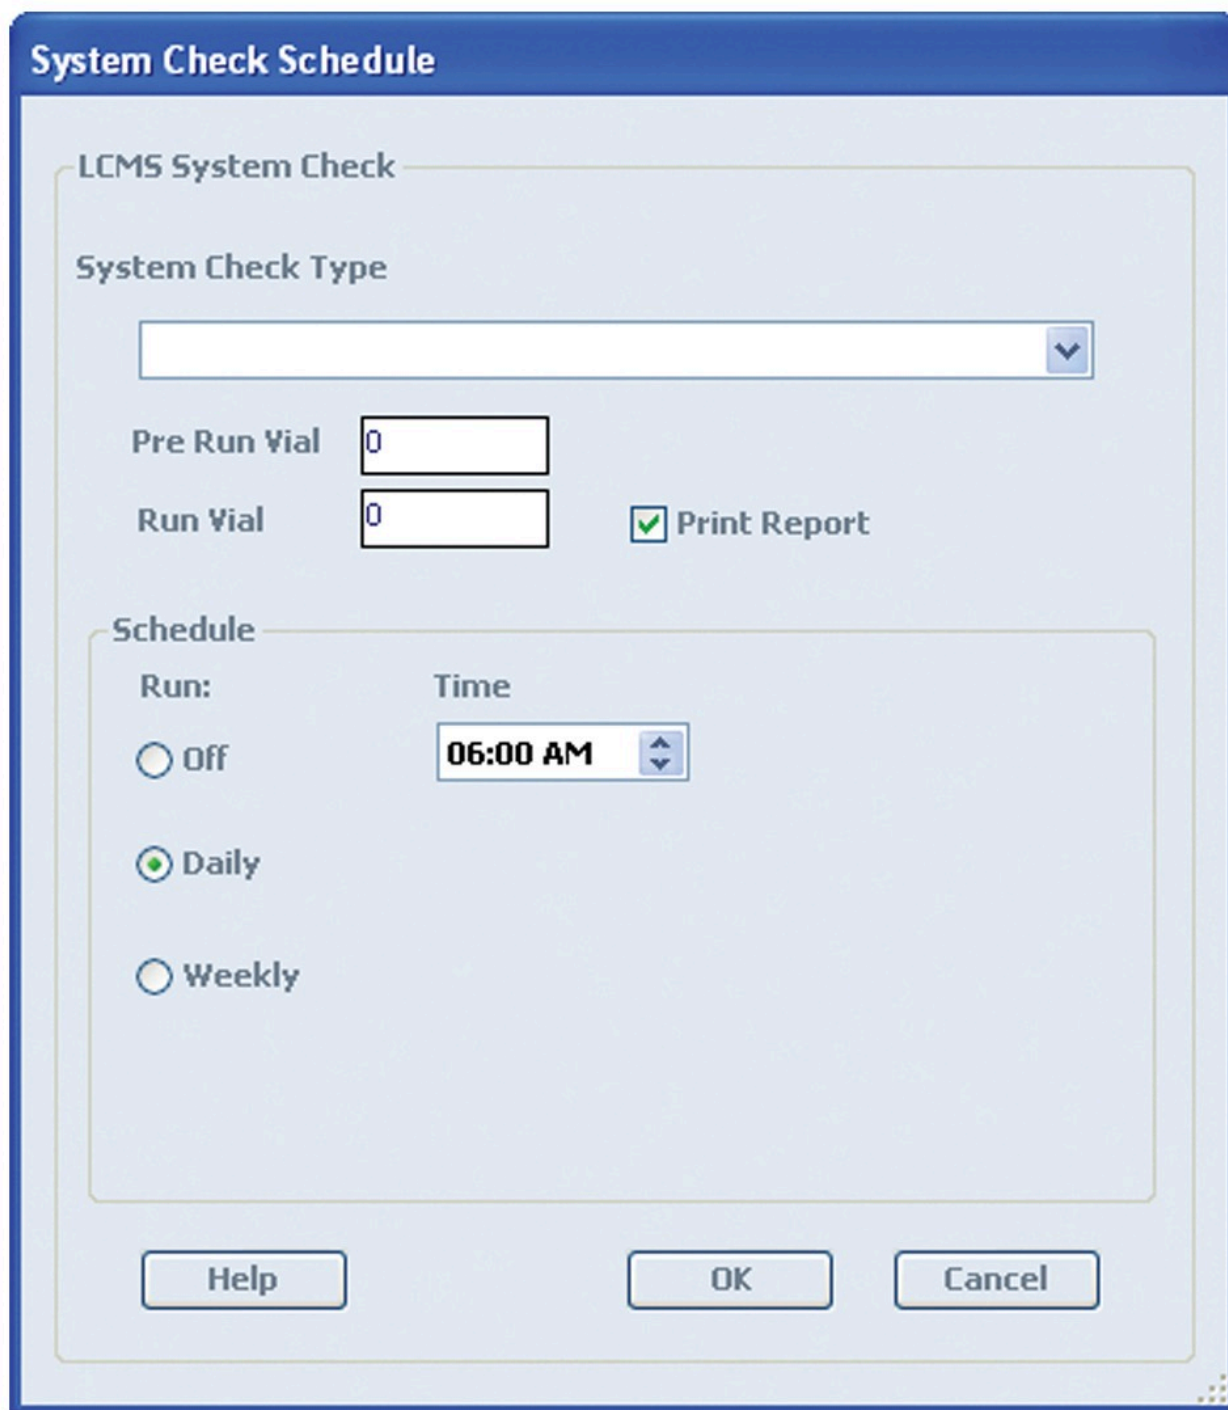 System Check Schedule
LCMS System Check
System Check Type
Pre Run Vial 0
Run Vial 0 Print Report
Schedule
Run: Time
Off 06:00 AM
Daily
Weekly
Help OK Cancel